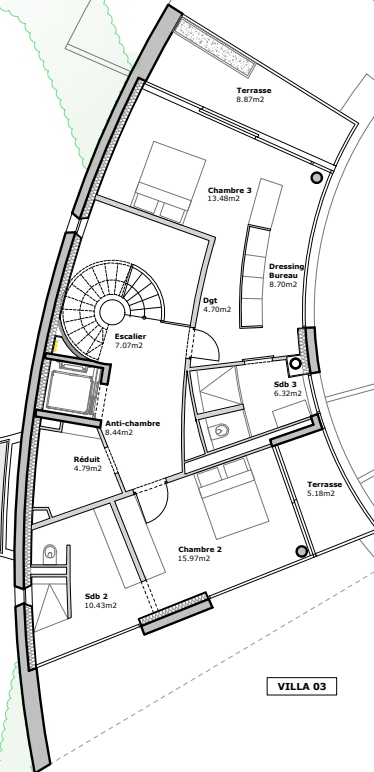 Terrasse
8.87m2
Chambre 3
13.48m2
Dressing
Bureau
8.70m2
Dgt
4.70m2
Escalier
7.07m2
Sdb 3
6.32m2
Anti-chambre
8.44m2
Réduit
4.79m2
Terrasse
5.18m2
Chambre 2
15.97m2
Sdb 2
10.43m2
VILLA 03